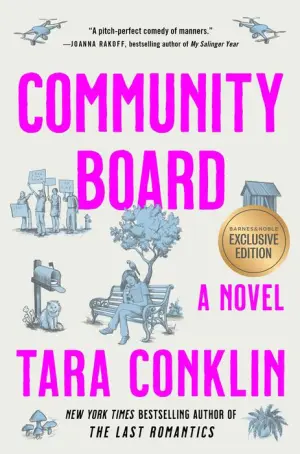 "A pitch-perfect comedy of manners."
—JOANNA RAKOFF, bestselling author of My Salinger Year
COMMUNITY
BOARD
BARNES&NOBLE
EXCLUSIVE
EDITION
A NOVEL
TARA CONKLIN
NEW YORK TIMES BESTSELLING AUTHOR OF
THE LAST ROMANTICS